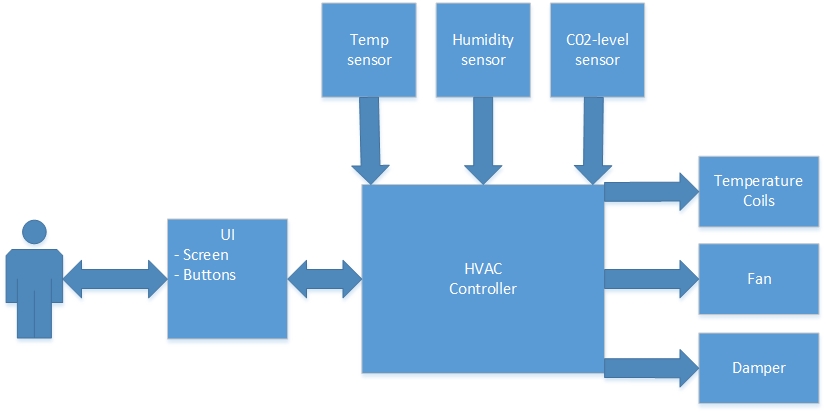 Temp
sensor
Humidity
sensor
C02-level
sensor
Temperature
Coils
UI
- Screen
- Buttons
HVAC
Controller
Fan
Damper